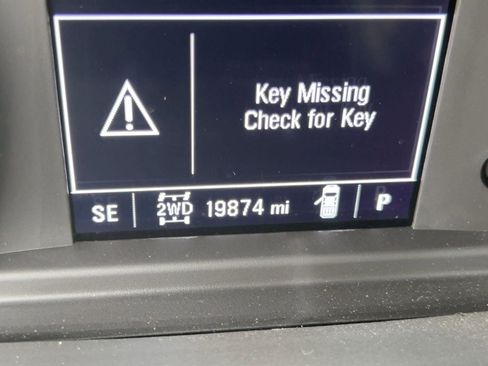 Key Missing
Check for Key
SE 2WD 19874 mi P